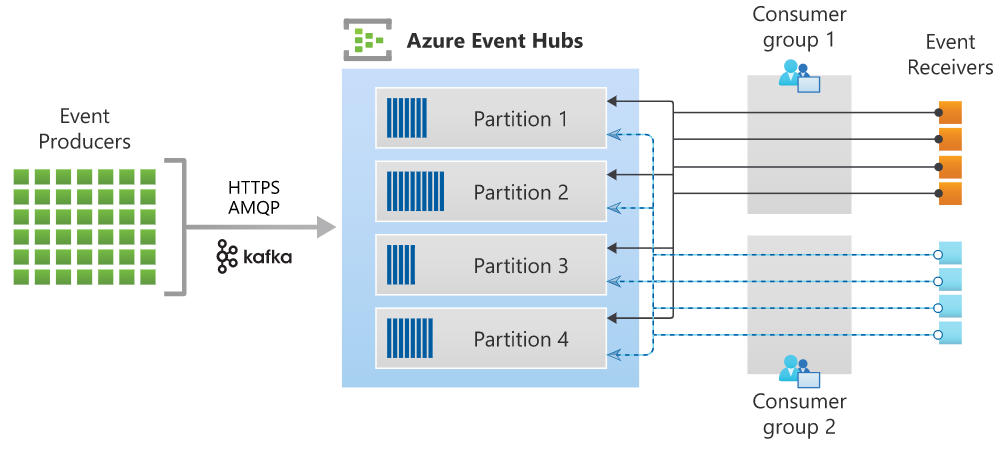 Event
Producers
HTTPS
AMQP
kafka
Azure Event Hubs
Partition 1
Partition 2
Partition 3
Partition 4
Consumer
group 1
Consumer
group 2
Event
Receivers